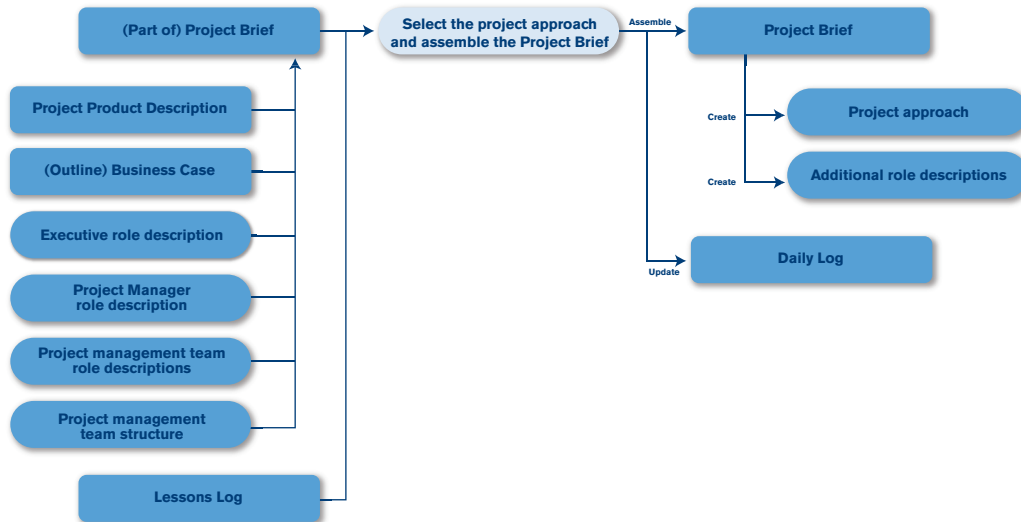 (Part of) Project Brief
Select the project approach
and assemble the Project Brief
Assemble
Project Brief
Project Product Description
Create
Project approach
(Outline) Business Case
Create
Additional role descriptions
Executive role description
Daily Log
Update
Project Manager
role description
Project management team
role descriptions
Project management
team structure
Lessons Log